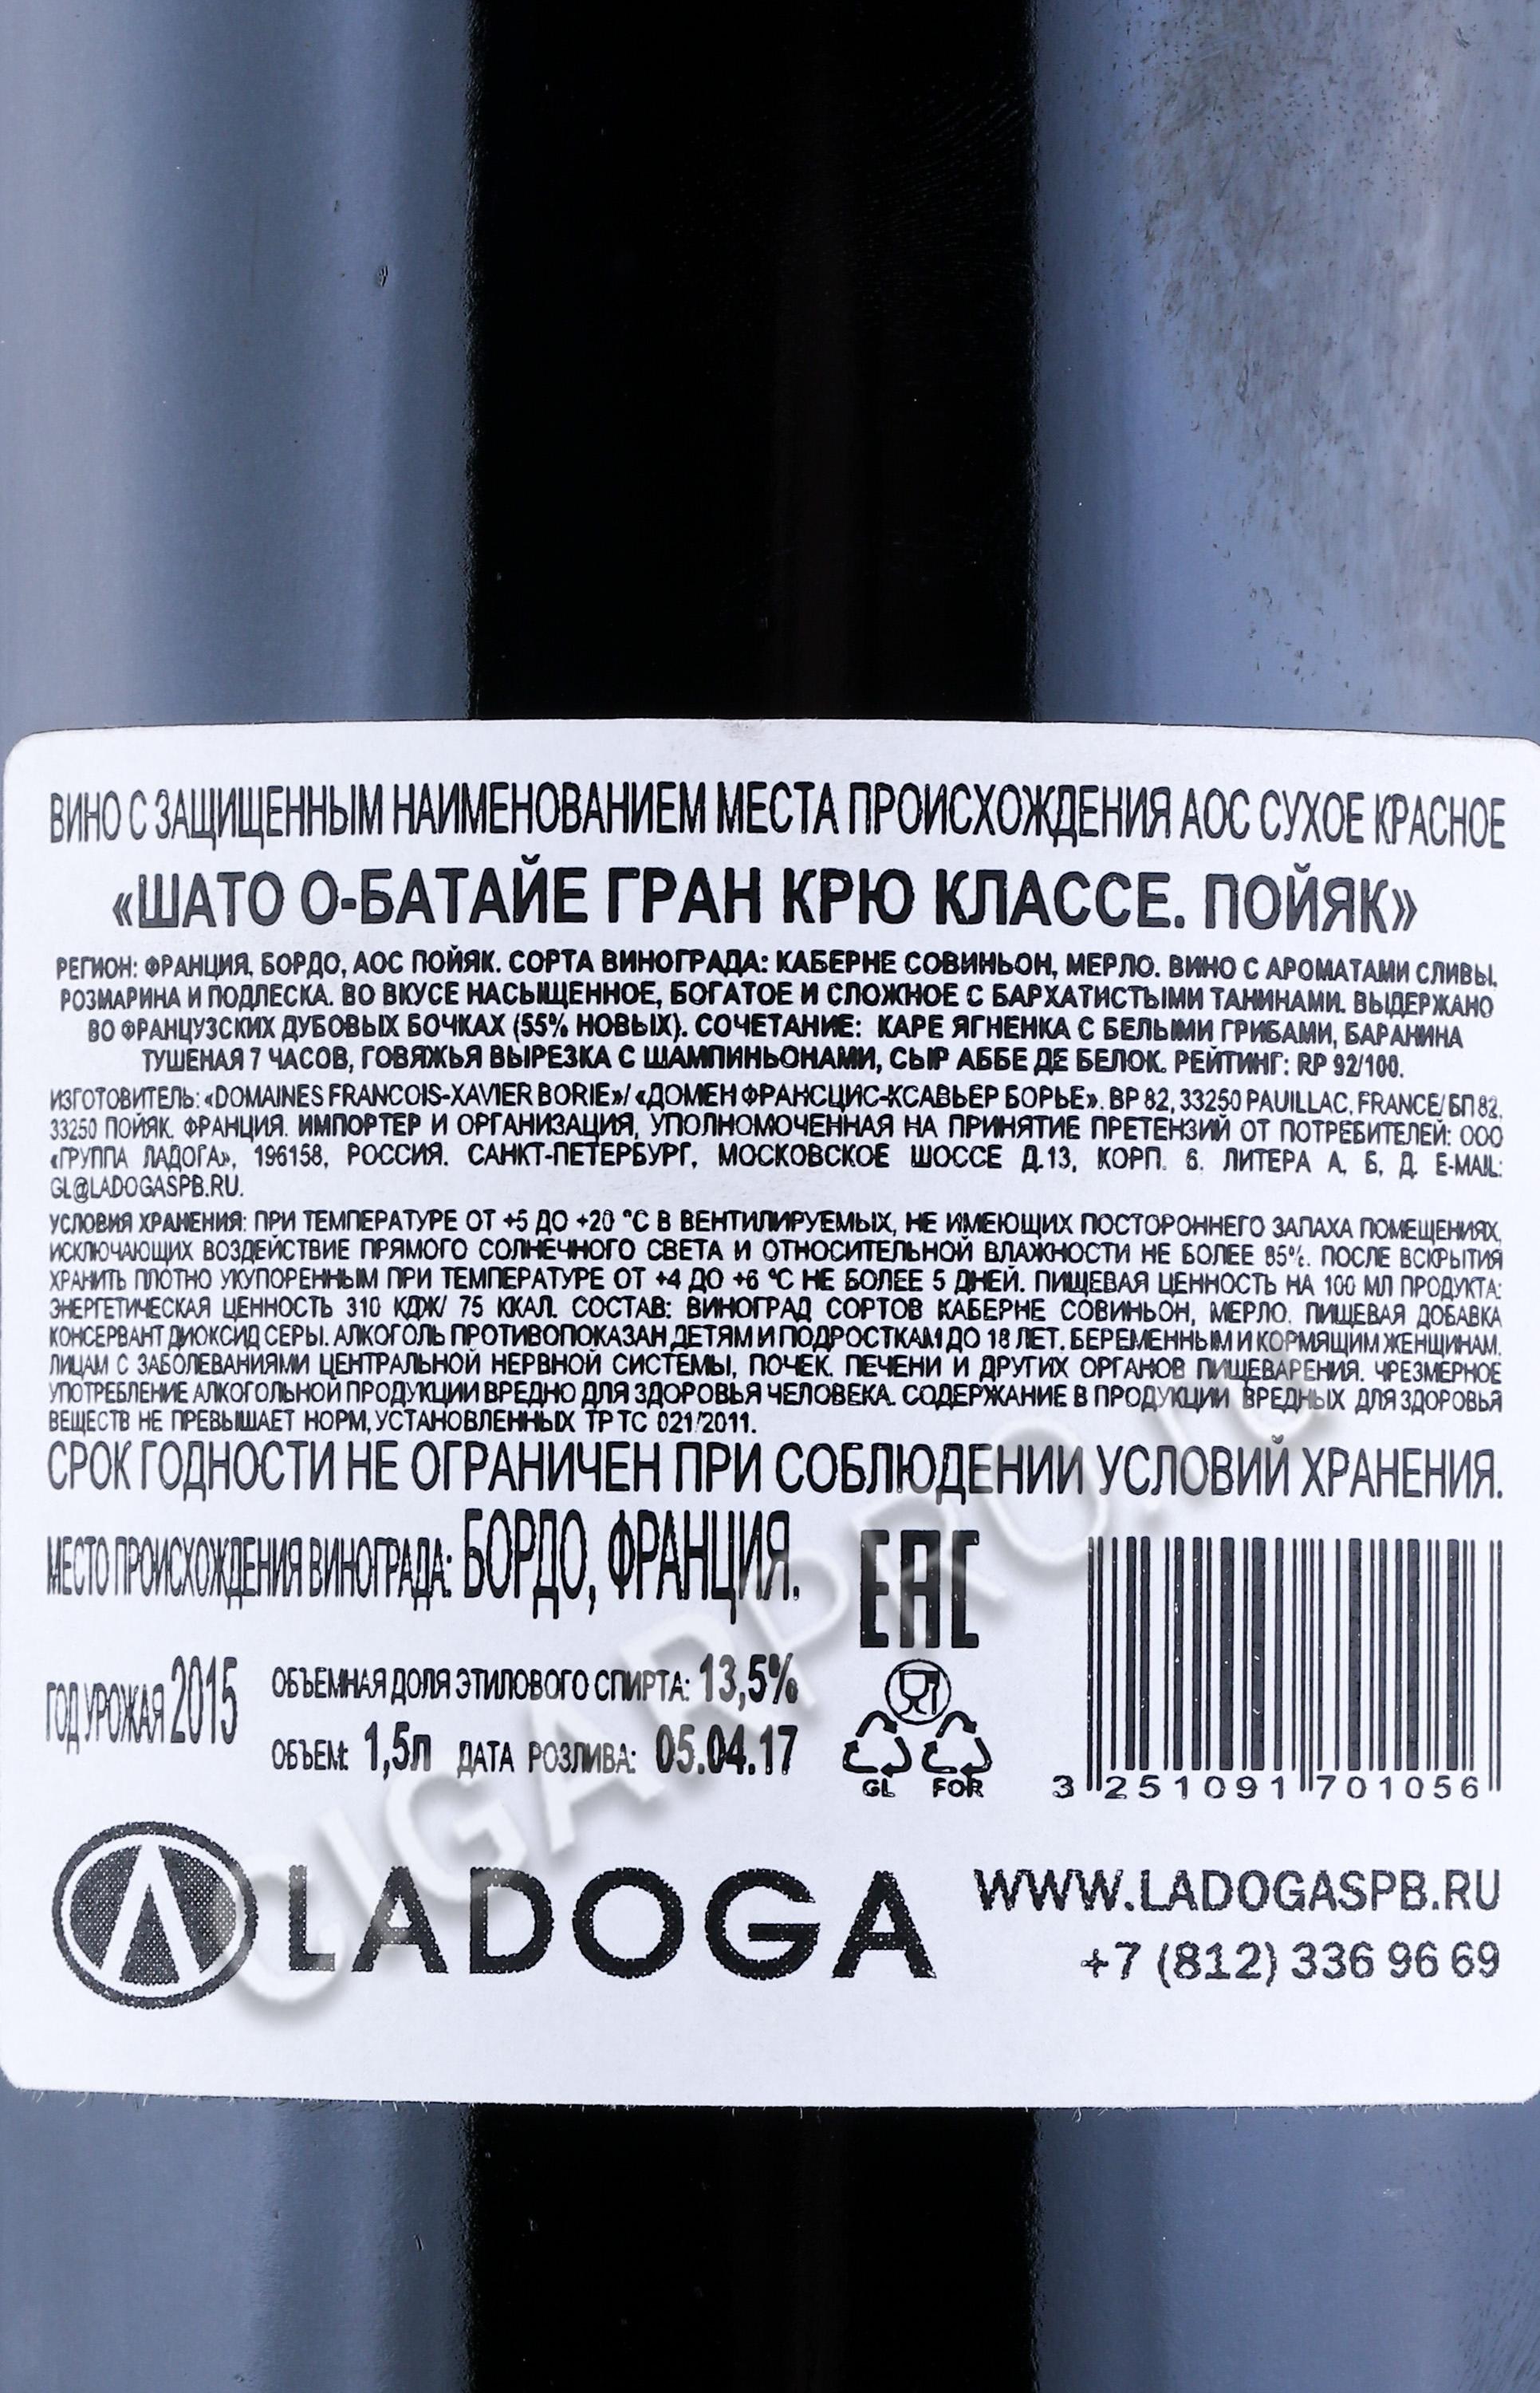 ВИНО С ЗАЩИЩЕННЫМ НАИМЕНОВАНИЕМ МЕСТА ПРОИСХОЖДЕНИЯ АОС СУХОЕ КРАСНОЕ
«ШАТО О-БАТАЙЕ ГРАН КРЮ КЛАССЕ. ПОЙЯК»
РЕГИОН: ФРАНЦИЯ, БОРДО, АОС ПОЙЯК. СОРТА ВИНОГРАДА: КАБЕРНЕ СОВИНЬОН, МЕРЛО. ВИНО С АРОМАТАМИ СЛИВЫ,
РОЗМАРИНА И ПОДЛЕСКА. ВО ВКУСЕ НАСЫЩЕННОЕ, БОГАТОЕ И СЛОЖНОЕ С БАРХАТИСТЫМИ ТАНИНАМИ. ВЫДЕРЖАНО
ВО ФРАНЦУЗСКИХ ДУБОВЫХ БОЧКАХ (55% НОВЫХ). СОЧЕТАНИЕ: КАРЕ ЯГНЕНКА С БЕЛЫМИ ГРИБАМИ, БАРАНИНА
ТУШЕНАЯ 7 ЧАСОВ, ГОВЯЖЬЯ ВЫРЕЗКА С ШАМПИНЬОНАМИ, СЫР АББЕ ДЕ БЕЛОК. РЕЙТИНГ: RP 92/100.
ИЗГОТОВИТЕЛЬ: «DOMAINES FRANCOIS-XAVIER BORIE»/ «ДОМЕН ФРАНСЦИС-КСАВЬЕР БОРЬЕ». BP 82, 33250 PAUILLAC, FRANCE/ БП 82,
33250 ПОЙЯК, ФРАНЦИЯ. ИМПОРТЕР И ОРГАНИЗАЦИЯ, УПОЛНОМОЧЕННАЯ НА ПРИНЯТИЕ ПРЕТЕНЗИЙ ОТ ПОТРЕБИТЕЛЕЙ: ООО
«ГРУППА ЛАДОГА», 196158, РОССИЯ. САНКТ-ПЕТЕРБУРГ, МОСКОВСКОЕ ШОССЕ Д.13, КОРП. 6. ЛИТЕРА А, Б, Д. E-MAIL:
GL@LADOGASPB.RU.
УСЛОВИЯ ХРАНЕНИЯ: ПРИ ТЕМПЕРАТУРЕ ОТ +5 ДО +20 °С В ВЕНТИЛИРУЕМЫХ, НЕ ИМЕЮЩИХ ПОСТОРОННЕГО ЗАПАХА ПОМЕЩЕНИЯХ,
ИСКЛЮЧАЮЩИХ ВОЗДЕЙСТВИЕ ПРЯМОГО СОЛНЕЧНОГО СВЕТА И ОТНОСИТЕЛЬНОЙ ВЛАЖНОСТИ НЕ БОЛЕЕ 85%. ПОСЛЕ ВСКРЫТИЯ
ХРАНИТЬ ПЛОТНО УКУПОРЕННЫМ ПРИ ТЕМПЕРАТУРЕ ОТ +4 ДО +6 °С НЕ БОЛЕЕ 5 ДНЕЙ. ПИЩЕВАЯ ЦЕННОСТЬ НА 100 МЛ ПРОДУКТА:
ЭНЕРГЕТИЧЕСКАЯ ЦЕННОСТЬ 310 КДЖ/ 75 ККАЛ. СОСТАВ: ВИНОГРАД СОРТОВ КАБЕРНЕ СОВИНЬОН, МЕРЛО. ПИЩЕВАЯ ДОБАВКА
КОНСЕРВАНТ ДИОКСИД СЕРЫ. АЛКОГОЛЬ ПРОТИВОПОКАЗАН ДЕТЯМ И ПОДРОСТКАМ ДО 18 ЛЕТ. БЕРЕМЕННЫМ И КОРМЯЩИМ ЖЕНЩИНАМ.
ЛИЦАМ С ЗАБОЛЕВАНИЯМИ ЦЕНТРАЛЬНОЙ НЕРВНОЙ СИСТЕМЫ, ПОЧЕК, ПЕЧЕНИ И ДРУГИХ ОРГАНОВ ПИЩЕВАРЕНИЯ. ЧРЕЗМЕРНОЕ
УПОТРЕБЛЕНИЕ АЛКОГОЛЬНОЙ ПРОДУКЦИИ ВРЕДНО ДЛЯ ЗДОРОВЬЯ ЧЕЛОВЕКА. СОДЕРЖАНИЕ В ПРОДУКЦИИ ВРЕДНЫХ ДЛЯ ЗДОРОВЬЯ
ВЕЩЕСТВ НЕ ПРЕВЫШАЕТ НОРМ, УСТАНОВЛЕННЫХ ТР ТС 021/2011.
СРОК ГОДНОСТИ НЕ ОГРАНИЧЕН ПРИ СОБЛЮДЕНИИ УСЛОВИЙ ХРАНЕНИЯ.
МЕСТО ПРОИСХОЖДЕНИЯ ВИНОГРАДА: БОРДО, ФРАНЦИЯ.
EAC
ГОД УРОЖАЯ 2015
ОБЪЕМНАЯ ДОЛЯ ЭТИЛОВОГО СПИРТА: 13,5%
ОБЪЕМ: 1,5л ДАТА РОЗЛИВА: 05.04.17
GL FOR
3 251091 701056
LADOGA
WWW.LADOGASPB.RU
+7 (812) 336 96 69
CIGARPRO.ru